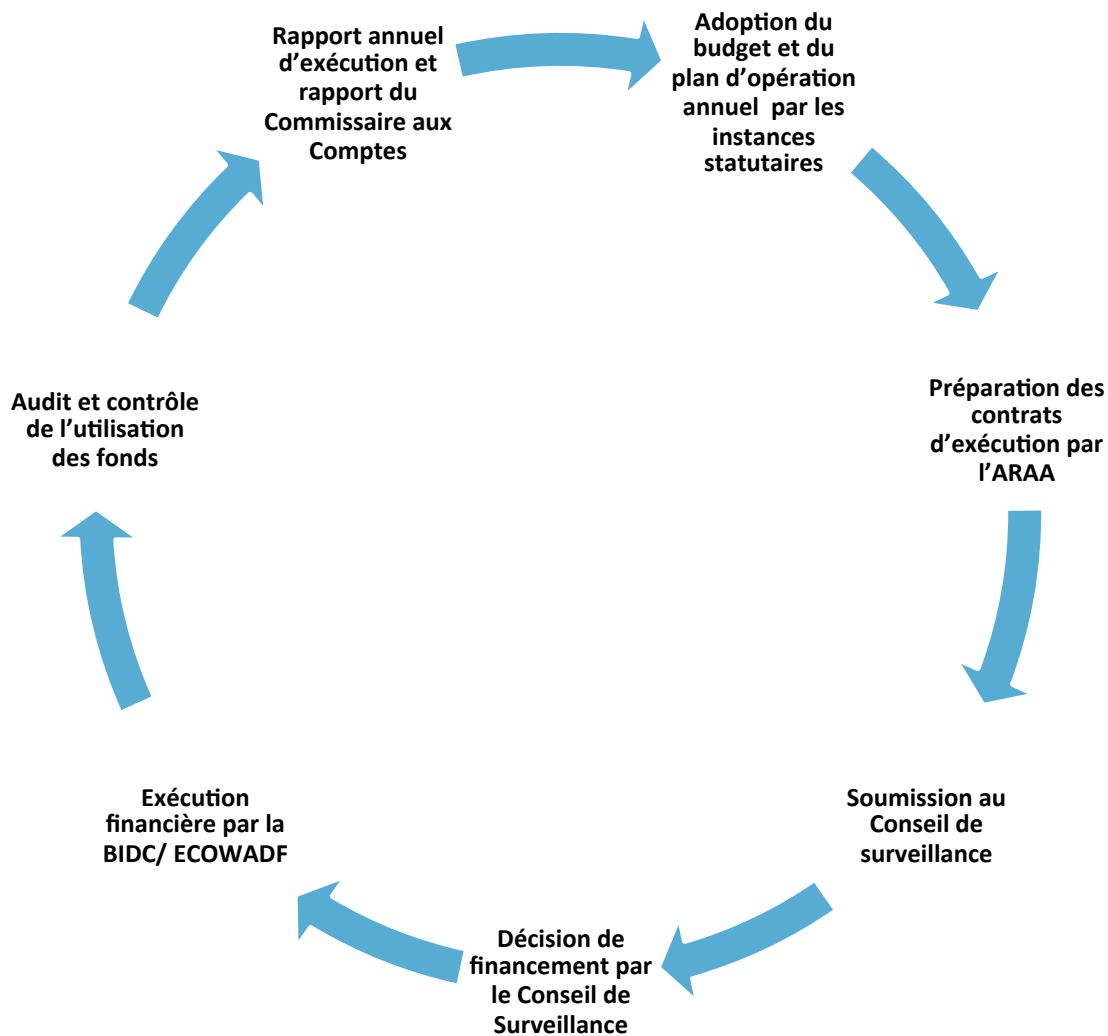 Rapport annuel
d’exécution et
rapport du
Commissaire aux
Comptes
Adoption du
budget et du
plan d’opération
annuel par les
instances
statutaires
Préparation des
contrats
d’exécution par
l’ARAA
Soumission au
Conseil de
surveillance
Décision de
financement par
le Conseil de
Surveillance
Exécution
financière par la
BIDC/ ECOWADF
Audit et contrôle
de l’utilisation
des fonds